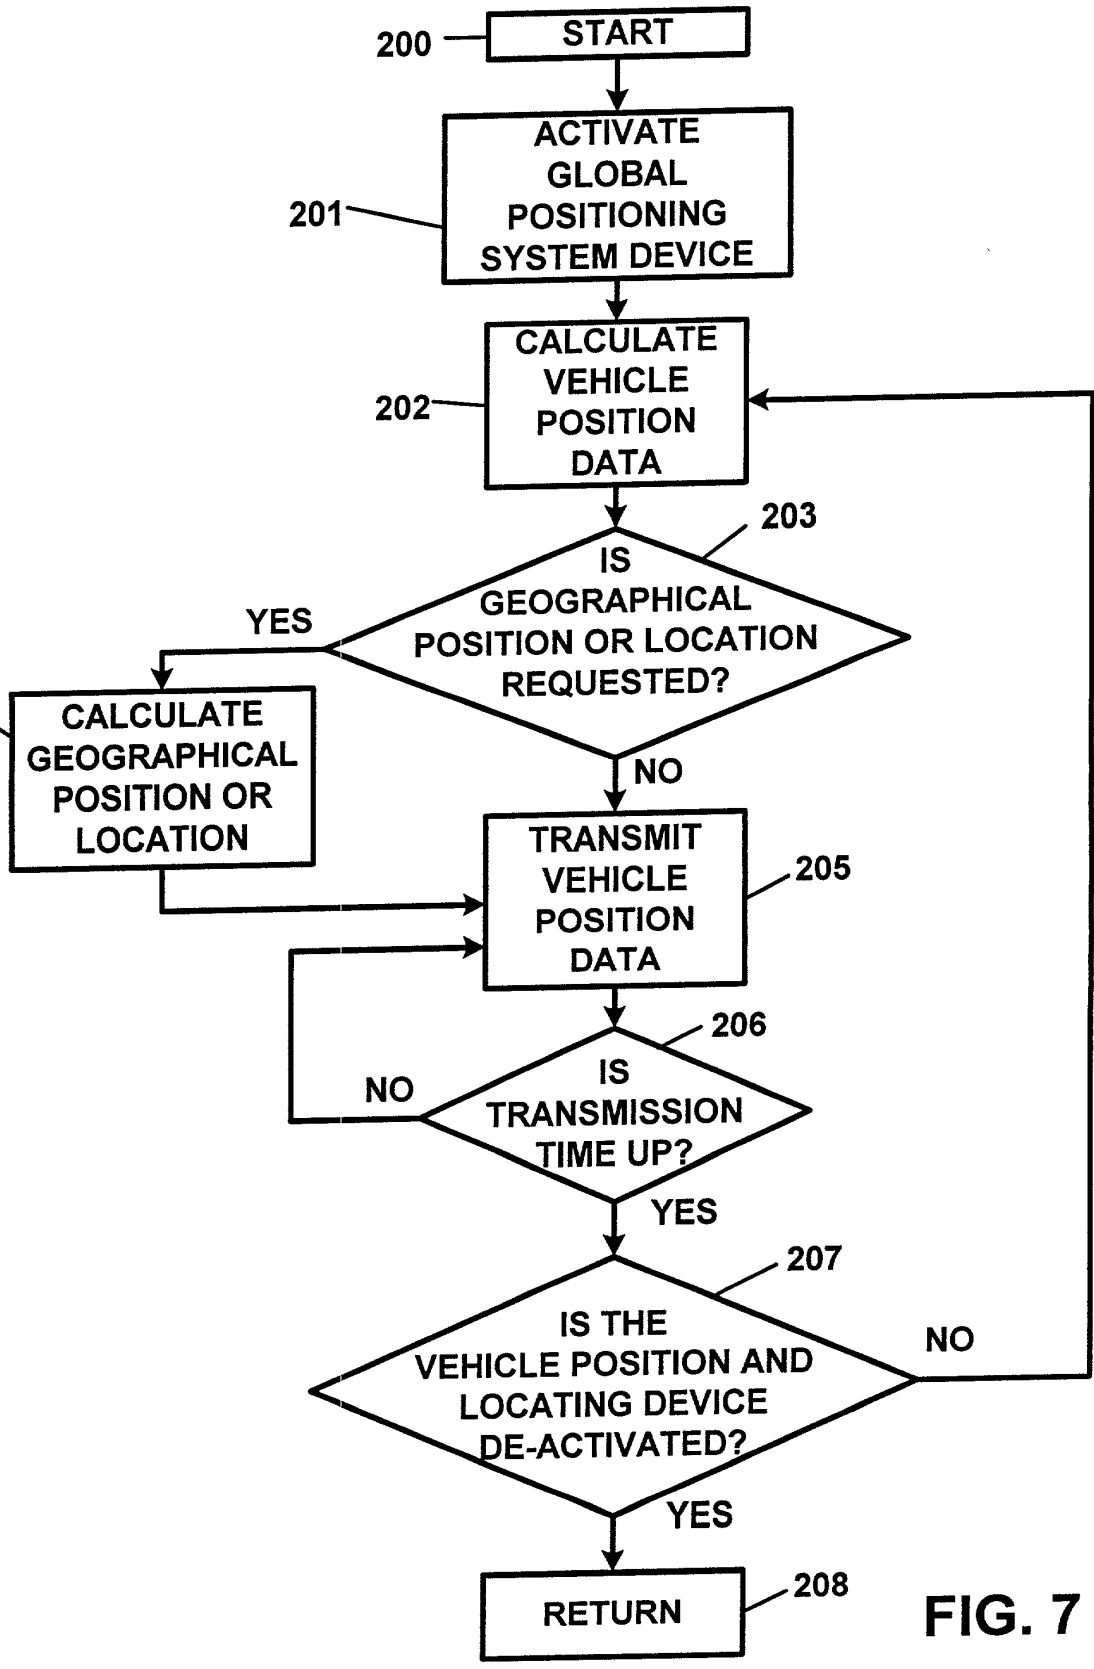 200
START
ACTIVATE
GLOBAL
POSITIONING
SYSTEM DEVICE
201
CALCULATE
VEHICLE
POSITION
DATA
202
203
IS
GEOGRAPHICAL
POSITION OR LOCATION
REQUESTED?
YES
CALCULATE
GEOGRAPHICAL
POSITION OR
LOCATION
NO
TRANSMIT
VEHICLE
POSITION
DATA
205
206
IS
TRANSMISSION
TIME UP?
NO
YES
207
IS THE
VEHICLE POSITION AND
LOCATING DEVICE
DE-ACTIVATED?
NO
YES
RETURN
208
FIG. 7